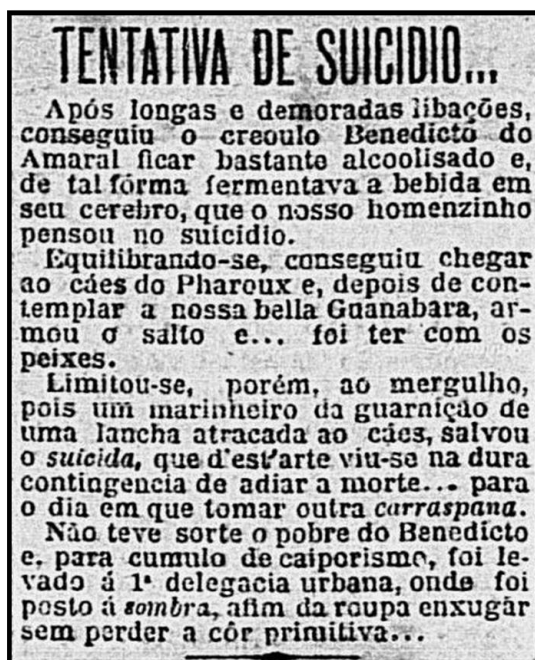 TENTATIVA DE SUICIDIO...
Após longas e demoradas libações,
conseguiu o creoulo Benedicto do
Amaral ficar bastante alcoolisado e,
de tal fórma fermentava a bebida em
seu cerebro, que o nosso homenzinho
pensou no suicidio.
Equilibrando-se, conseguiu chegar
ao cáes do Pharoux e, depois de con-
templar a nossa bella Guanabara, ar-
mou o salto e... foi ter com os
peixes.
Limitou-se, porém, ao mergulho,
pois um marinheiro da guarnição de
uma lancha atracada ao cáes, salvou
o suicida, que d'est'arte viu-se na dura
contingencia de adiar a morte... para
o dia em que tomar outra carraspana.
Não teve sorte o pobre do Benedicto
e, para cumulo de caiporismo, foi le-
vado á 1ª delegacia urbana, onde foi
posto á sombra, afim da roupa enxugar
sem perder a côr primitiva...